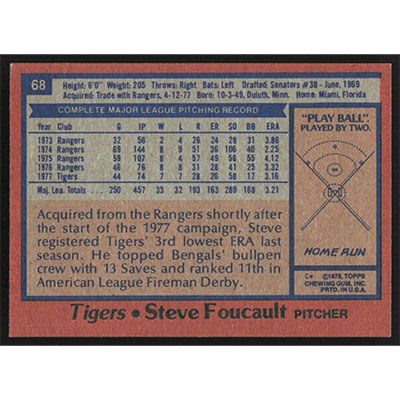 68
Height: 6'0" Weight: 205 Throws: Right Bats: Left Drafted: Senators #38 - June, 1969
Acquired: Trade with Rangers, 4-12-77 Born: 10-3-49, Duluth, Minn. Home: Miami, Florida
COMPLETE MAJOR LEAGUE PITCHING RECORD
Year Club G IP W L R ER SO BB ERA
1973 Rangers 32 56 2 4 26 24 28 31 3.86
1974 Rangers 69 144 8 9 51 36 106 40 2.25
1975 Rangers 59 107 8 4 51 49 56 55 4.12
1976 Rangers 46 76 8 8 32 28 41 25 3.32
1977 Tigers 44 74 7 7 32 26 58 17 3.16
Maj. Lea. Totals 250 457 33 32 193 163 289 168 3.21
Acquired from the Rangers shortly after
the start of the 1977 campaign, Steve
registered Tigers' 3rd lowest ERA last
season. He topped Bengals' bullpen
crew with 13 Saves and ranked 11th in
American League Fireman Derby.
"PLAY BALL"
PLAYED BY TWO.
HOME RUN
C* ©1978, TOPPS
CHEWING GUM, INC.
PRTD. IN U.S.A.
Tigers • Steve Foucault PITCHER